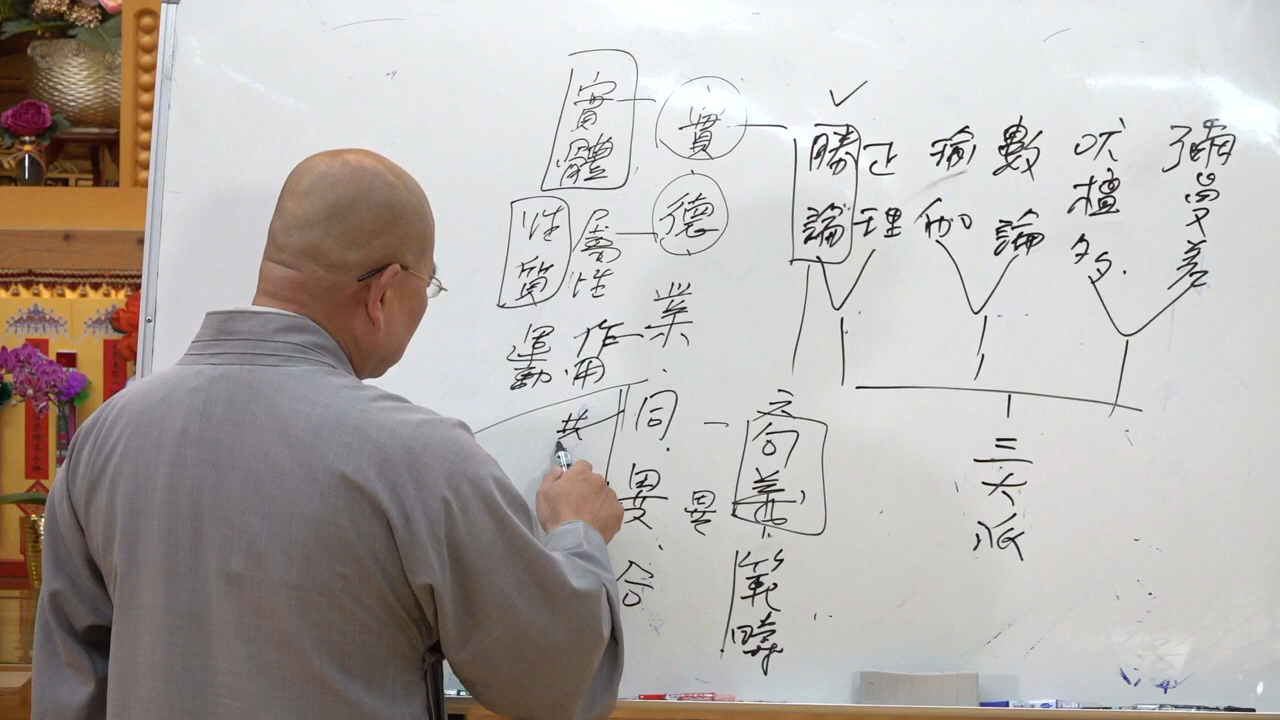 彌曼差
吠檀多
數論
瑜伽
正理
勝論
三大派
六句義
範疇
實
德
業
同
異
異
合
實體
屬性
性質
作用
運動
共